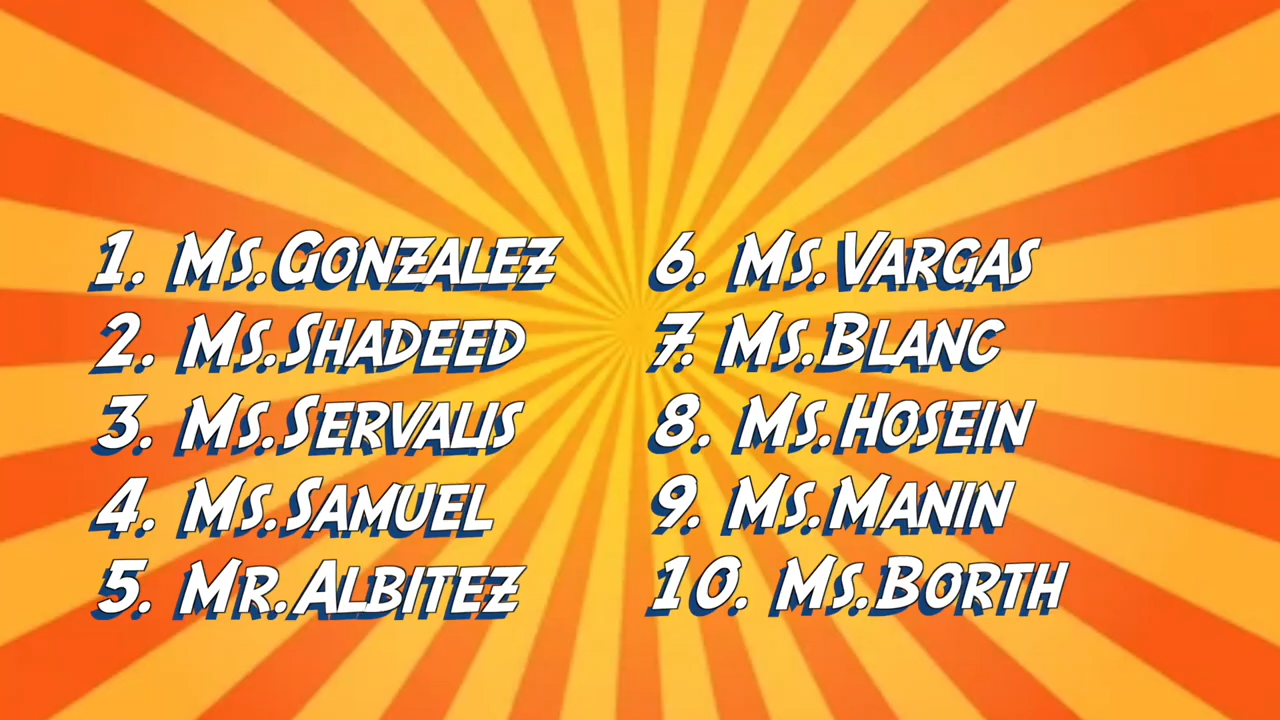 1. Ms.Gonzalez
2. Ms.Shadeed
3. Ms.Servalis
4. Ms.Samuel
5. Mr.Albitez
6. Ms.Vargas
7. Ms.Blanc
8. Ms.Hosein
9. Ms.Manin
10. Ms.Borth